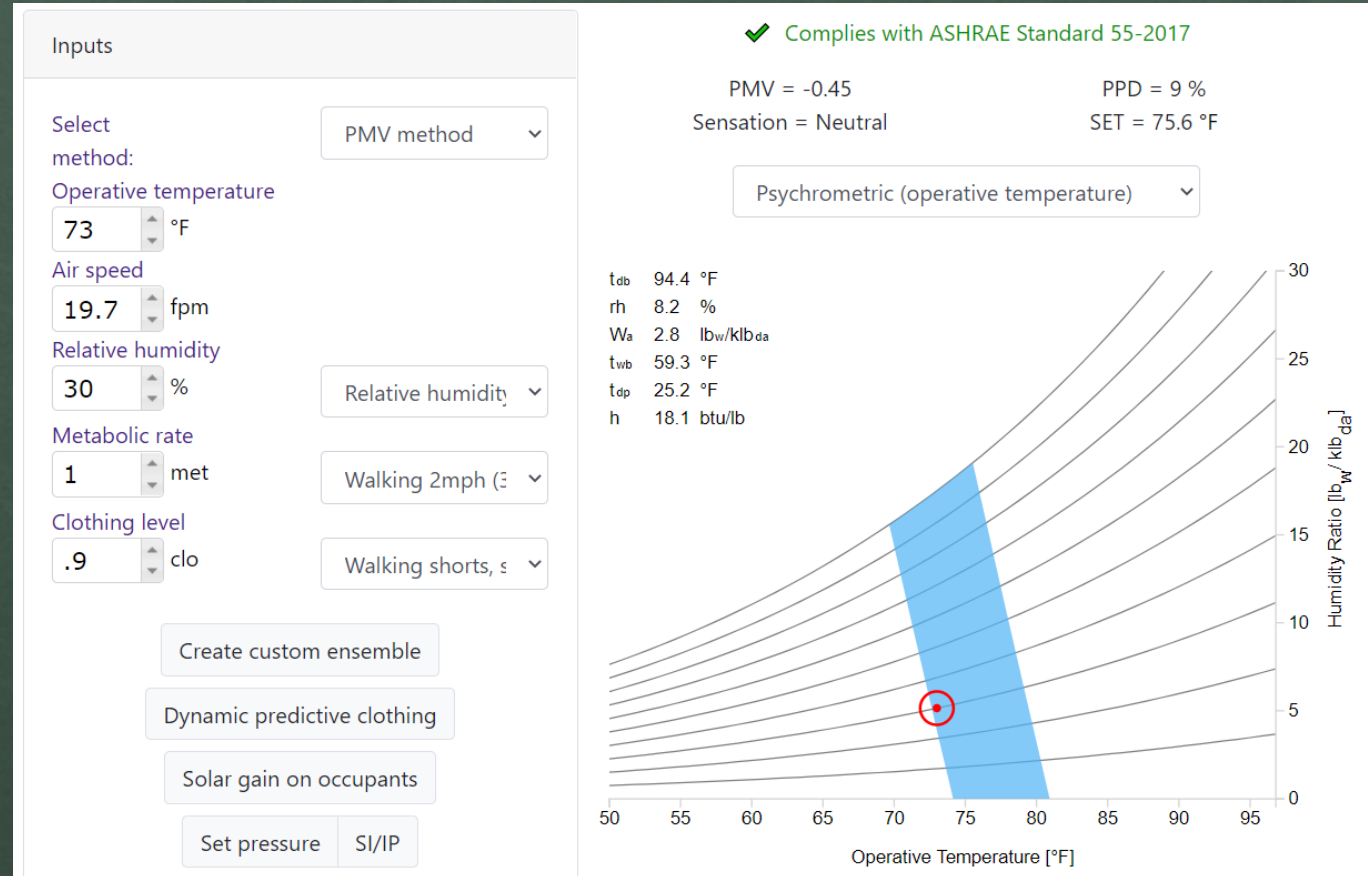 Inputs
Select
method:
PMV method
Operative temperature
73 °F
Air speed
19.7 fpm
Relative humidity
30 %
Relative humidity
Metabolic rate
1 met
Walking 2mph (3
Clothing level
.9 clo
Walking shorts, s
Create custom ensemble
Dynamic predictive clothing
Solar gain on occupants
Set pressure SI/IP
Complies with ASHRAE Standard 55-2017
PMV = -0.45 PPD = 9 %
Sensation = Neutral SET = 75.6 °F
Psychrometric (operative temperature)
tdb 94.4 °F
rh 8.2 %
Wa 2.8 lbw/klbda
twb 59.3 °F
tdp 25.2 °F
h 18.1 btu/lb
30
25
20
15
10
5
0
Humidity Ratio [lbw/ klbda]
50 55 60 65 70 75 80 85 90 95
Operative Temperature [°F]